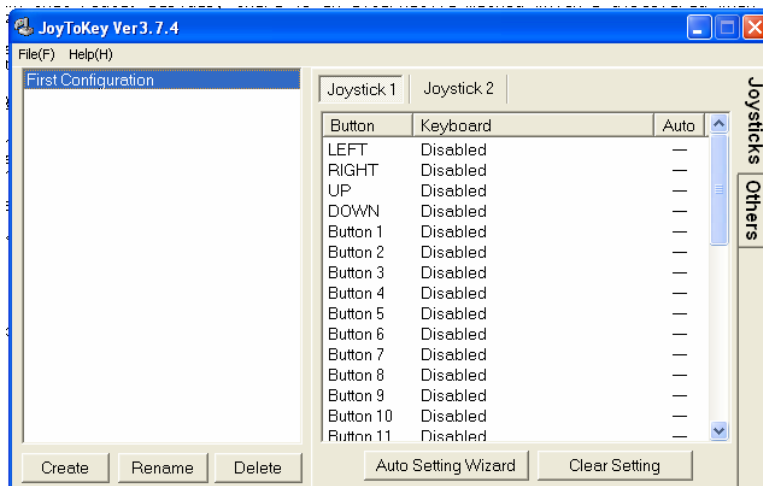 JoyToKey Ver3.7.4
File(F) Help(H)
First Configuration
Joystick 1 Joystick 2
Button Keyboard Auto
LEFT Disabled —
RIGHT Disabled —
UP Disabled —
DOWN Disabled —
Button 1 Disabled —
Button 2 Disabled —
Button 3 Disabled —
Button 4 Disabled —
Button 5 Disabled —
Button 6 Disabled —
Button 7 Disabled —
Button 8 Disabled —
Button 9 Disabled —
Button 10 Disabled —
Button 11 Disabled —
Create Rename Delete
Auto Setting Wizard Clear Setting
Joysticks
Others